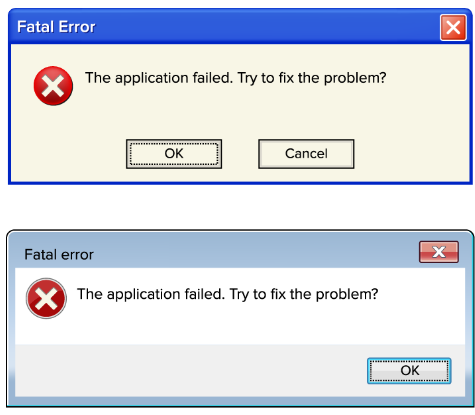 Fatal Error
The application failed. Try to fix the problem?
OK
Cancel
Fatal error
The application failed. Try to fix the problem?
OK